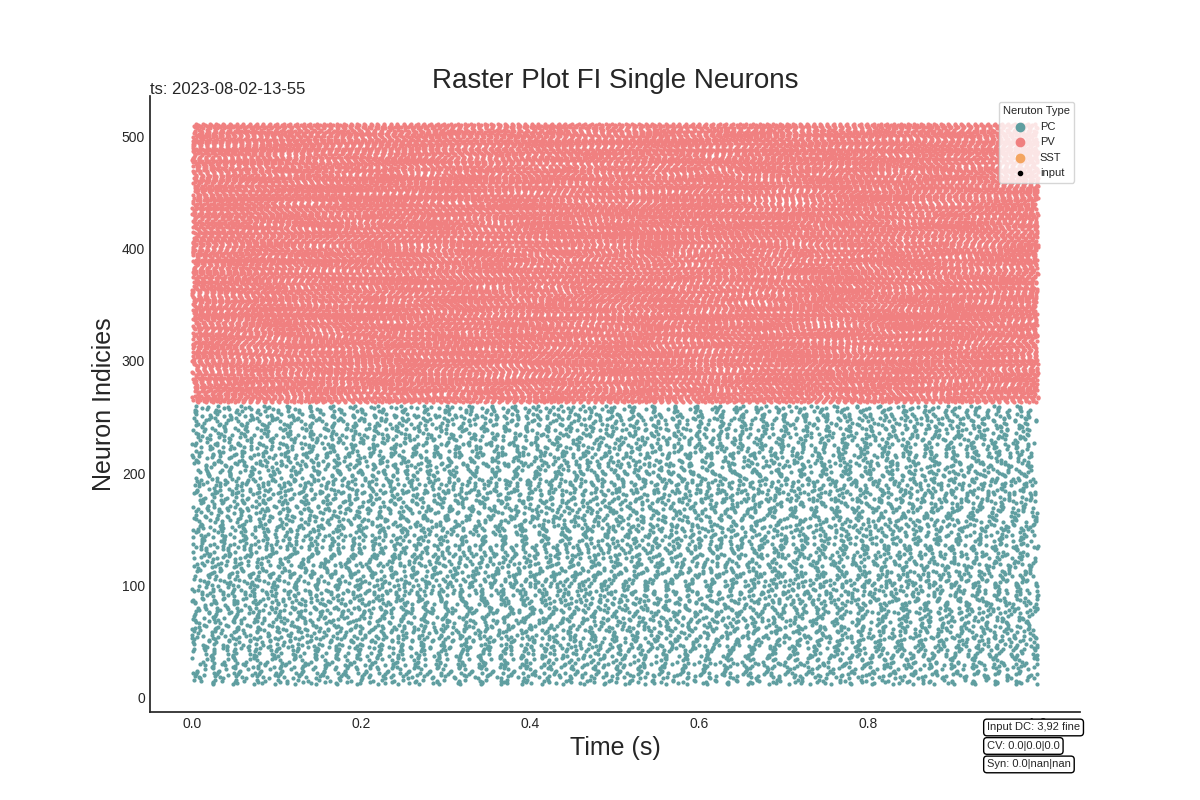 Raster Plot FI Single Neurons
ts: 2023-08-02-13-55
Neruton Type
PC
PV
SST
input
500
400
300
200
100
0
Neuron Indicies
0.0 0.2 0.4 0.6 0.8
Time (s)
Input DC: 3,92 fine
CV: 0.0|0.0|0.0
Syn: 0.0|nan|nan